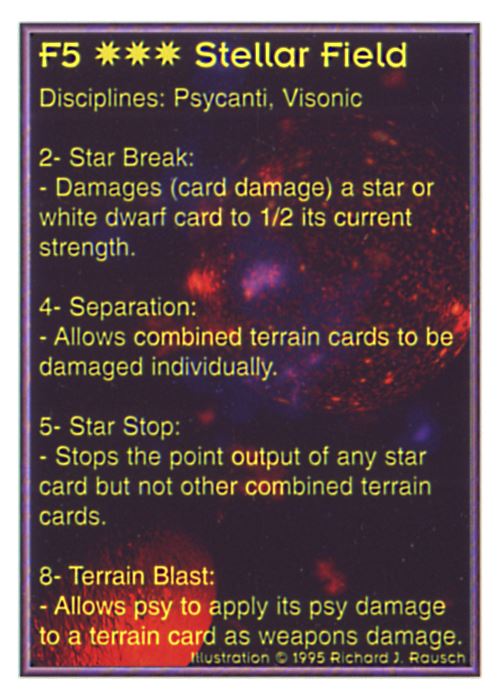 F5 ✷✷✷ Stellar Field
Disciplines: Psycanti, Visonic
2- Star Break:
- Damages (card damage) a star or
white dwarf card to 1/2 its current
strength.
4- Separation:
- Allows combined terrain cards to be
damaged individually.
5- Star Stop:
- Stops the point output of any star
card but not other combined terrain
cards.
8- Terrain Blast:
- Allows psy to apply its psy damage
to a terrain card as weapons damage.
Illustration © 1995 Richard J. Rausch